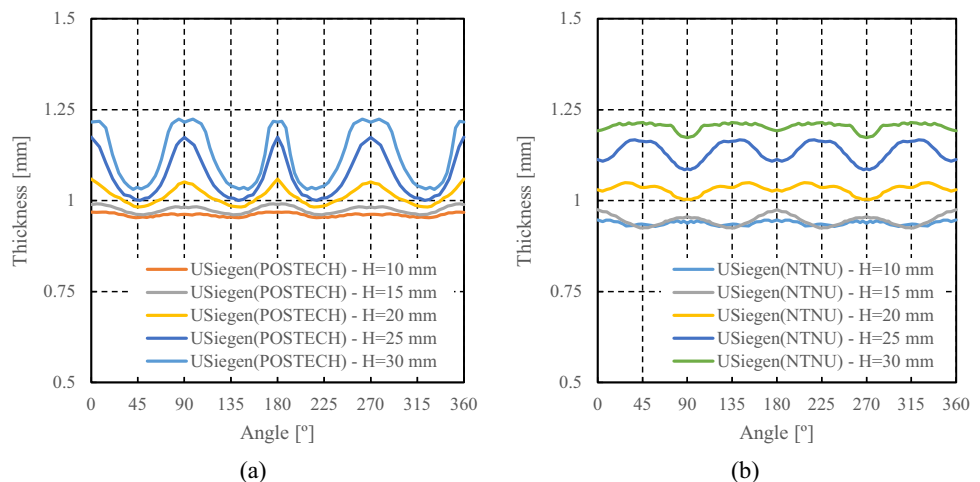 1.5
1.25
1
0.75
0.5
Thickness [mm]
USiegen(POSTECH) - H=10 mm
USiegen(POSTECH) - H=15 mm
USiegen(POSTECH) - H=20 mm
USiegen(POSTECH) - H=25 mm
USiegen(POSTECH) - H=30 mm
0 45 90 135 180 225 270 315 360
Angle [º]
(a)
1.5
1.25
1
0.75
0.5
Thickness [mm]
USiegen(NTNU) - H=10 mm
USiegen(NTNU) - H=15 mm
USiegen(NTNU) - H=20 mm
USiegen(NTNU) - H=25 mm
USiegen(NTNU) - H=30 mm
0 45 90 135 180 225 270 315 360
Angle [º]
(b)